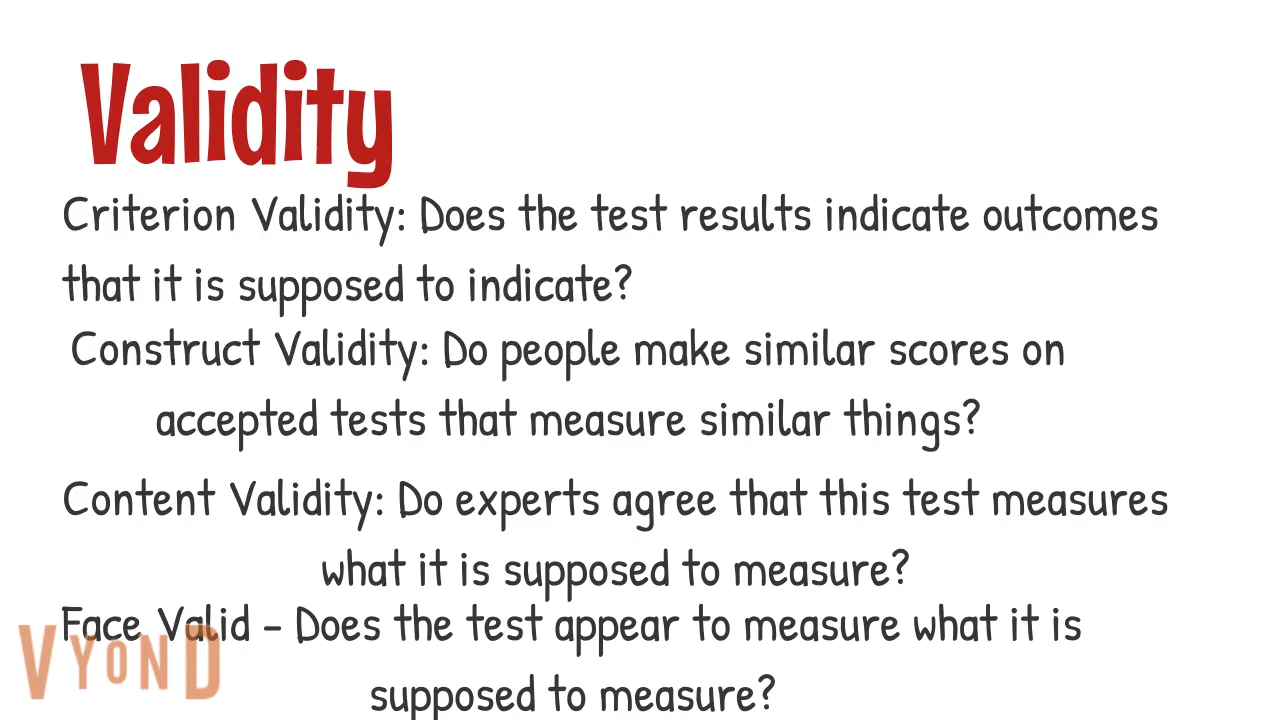 Validity
Criterion Validity: Does the test results indicate outcomes
that it is supposed to indicate?
Construct Validity: Do people make similar scores on
accepted tests that measure similar things?
Content Validity: Do experts agree that this test measures
what it is supposed to measure?
Face Valid - Does the test appear to measure what it is
supposed to measure?
VYOND